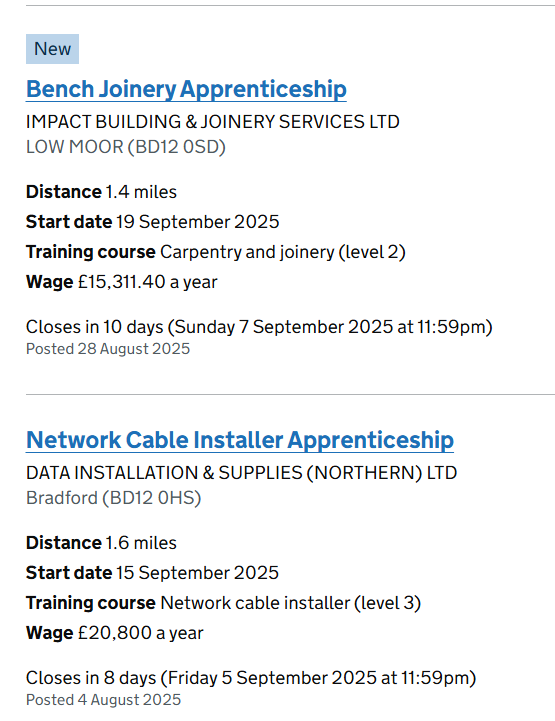 New
Bench Joinery Apprenticeship
IMPACT BUILDING & JOINERY SERVICES LTD
LOW MOOR (BD12 0SD)
Distance 1.4 miles
Start date 19 September 2025
Training course Carpentry and joinery (level 2)
Wage £15,311.40 a year
Closes in 10 days (Sunday 7 September 2025 at 11:59pm)
Posted 28 August 2025
Network Cable Installer Apprenticeship
DATA INSTALLATION & SUPPLIES (NORTHERN) LTD
Bradford (BD12 0HS)
Distance 1.6 miles
Start date 15 September 2025
Training course Network cable installer (level 3)
Wage £20,800 a year
Closes in 8 days (Friday 5 September 2025 at 11:59pm)
Posted 4 August 2025